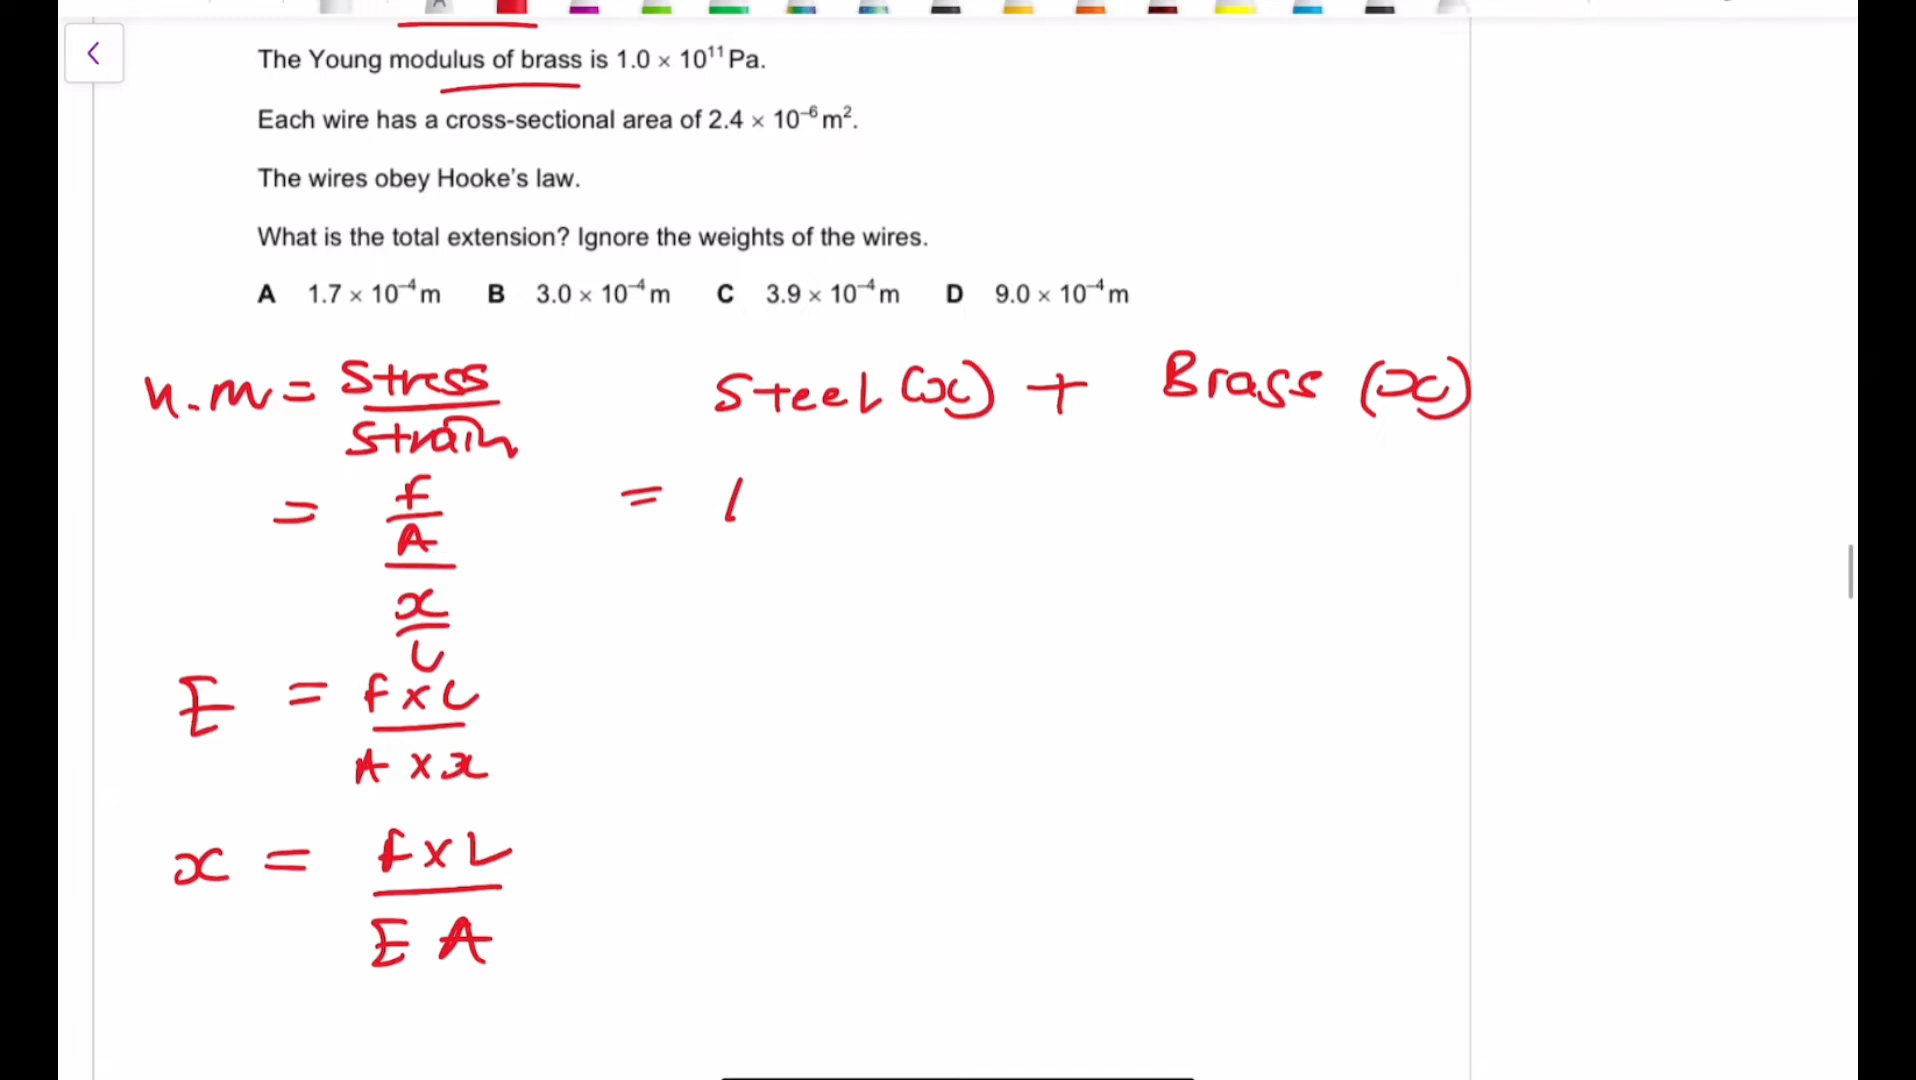 The Young modulus of brass is 1.0 × 10¹¹ Pa.
Each wire has a cross-sectional area of 2.4 × 10⁻⁶ m².
The wires obey Hooke's law.
What is the total extension? Ignore the weights of the wires.
A 1.7 × 10⁻⁴ m B 3.0 × 10⁻⁴ m C 3.9 × 10⁻⁴ m D 9.0 × 10⁻⁴ m
Y.M = Stress / Strain
Steel (x) + Brass (x)
= F/A / x/L
= 1
E = F×L / A×x
x = F×L / E A